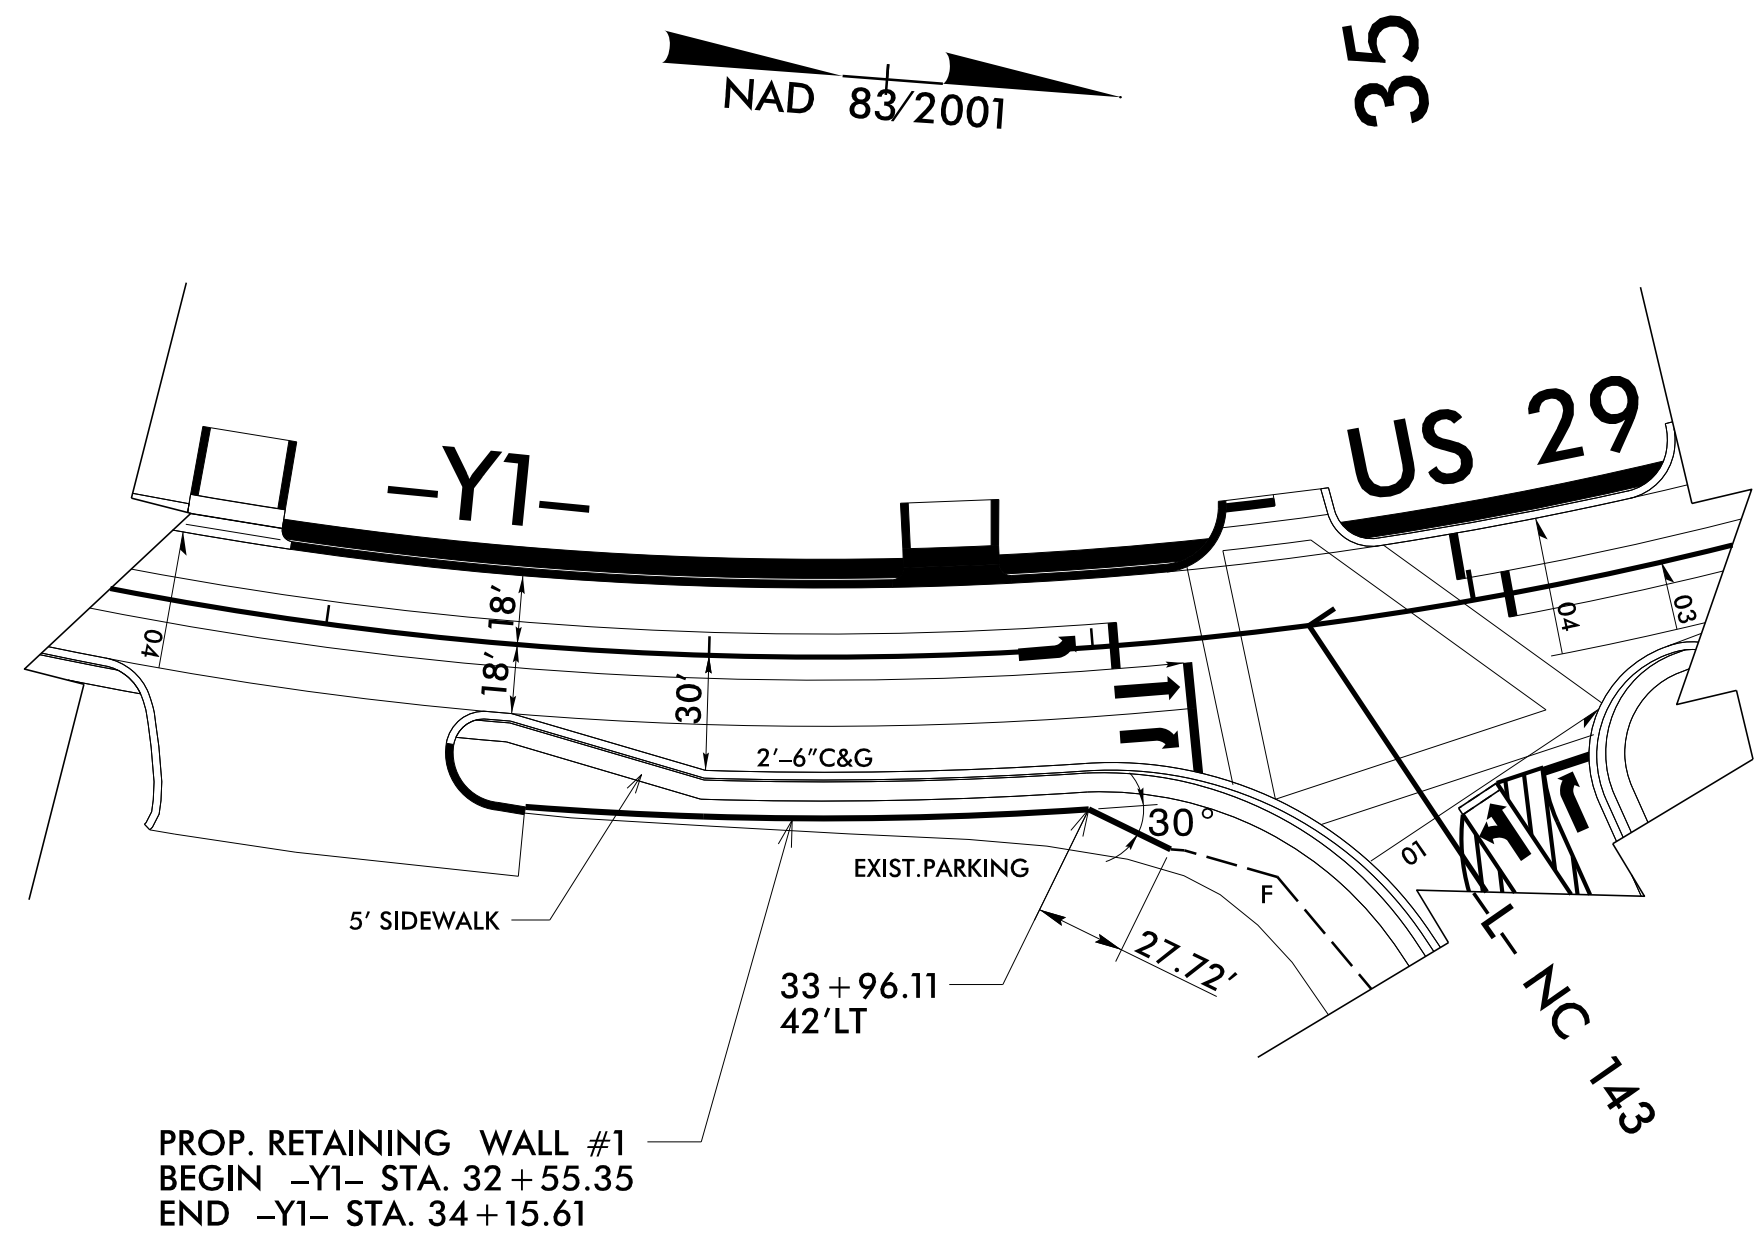 35
NAD 83/2001
US 29
-Y1-
18'
18'
30'
04
04
03
2'-6"C&G
30°
EXIST.PARKING
01
F
5' SIDEWALK
27.72'
33+96.11
42'LT
-L- NC 143
PROP. RETAINING WALL #1
BEGIN -Y1- STA. 32+55.35
END -Y1- STA. 34+15.61